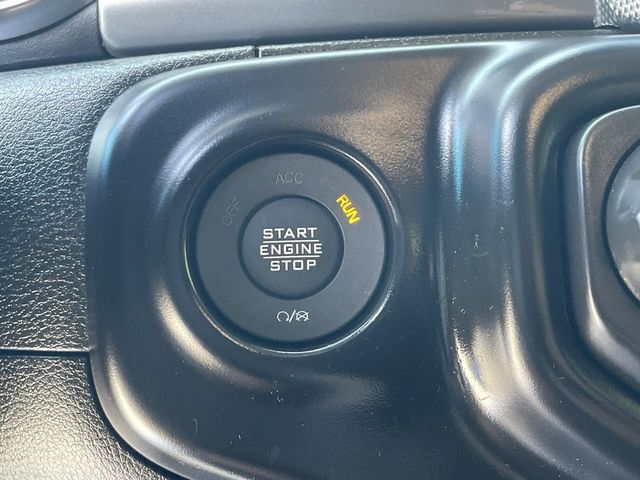 ACC
OFF
RUN
START
ENGINE
STOP